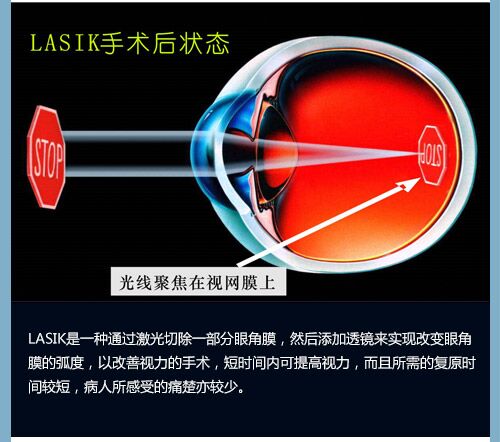 LASIK手术后状态
STOP
STOP
光线聚焦在视网膜上
LASIK是一种通过激光切除一部分眼角膜，然后添加透镜来实现改变眼角
膜的弧度，以改善视力的手术，短时间内可提高视力，而且所需的复原时
间较短，病人所感受的痛楚亦较少。